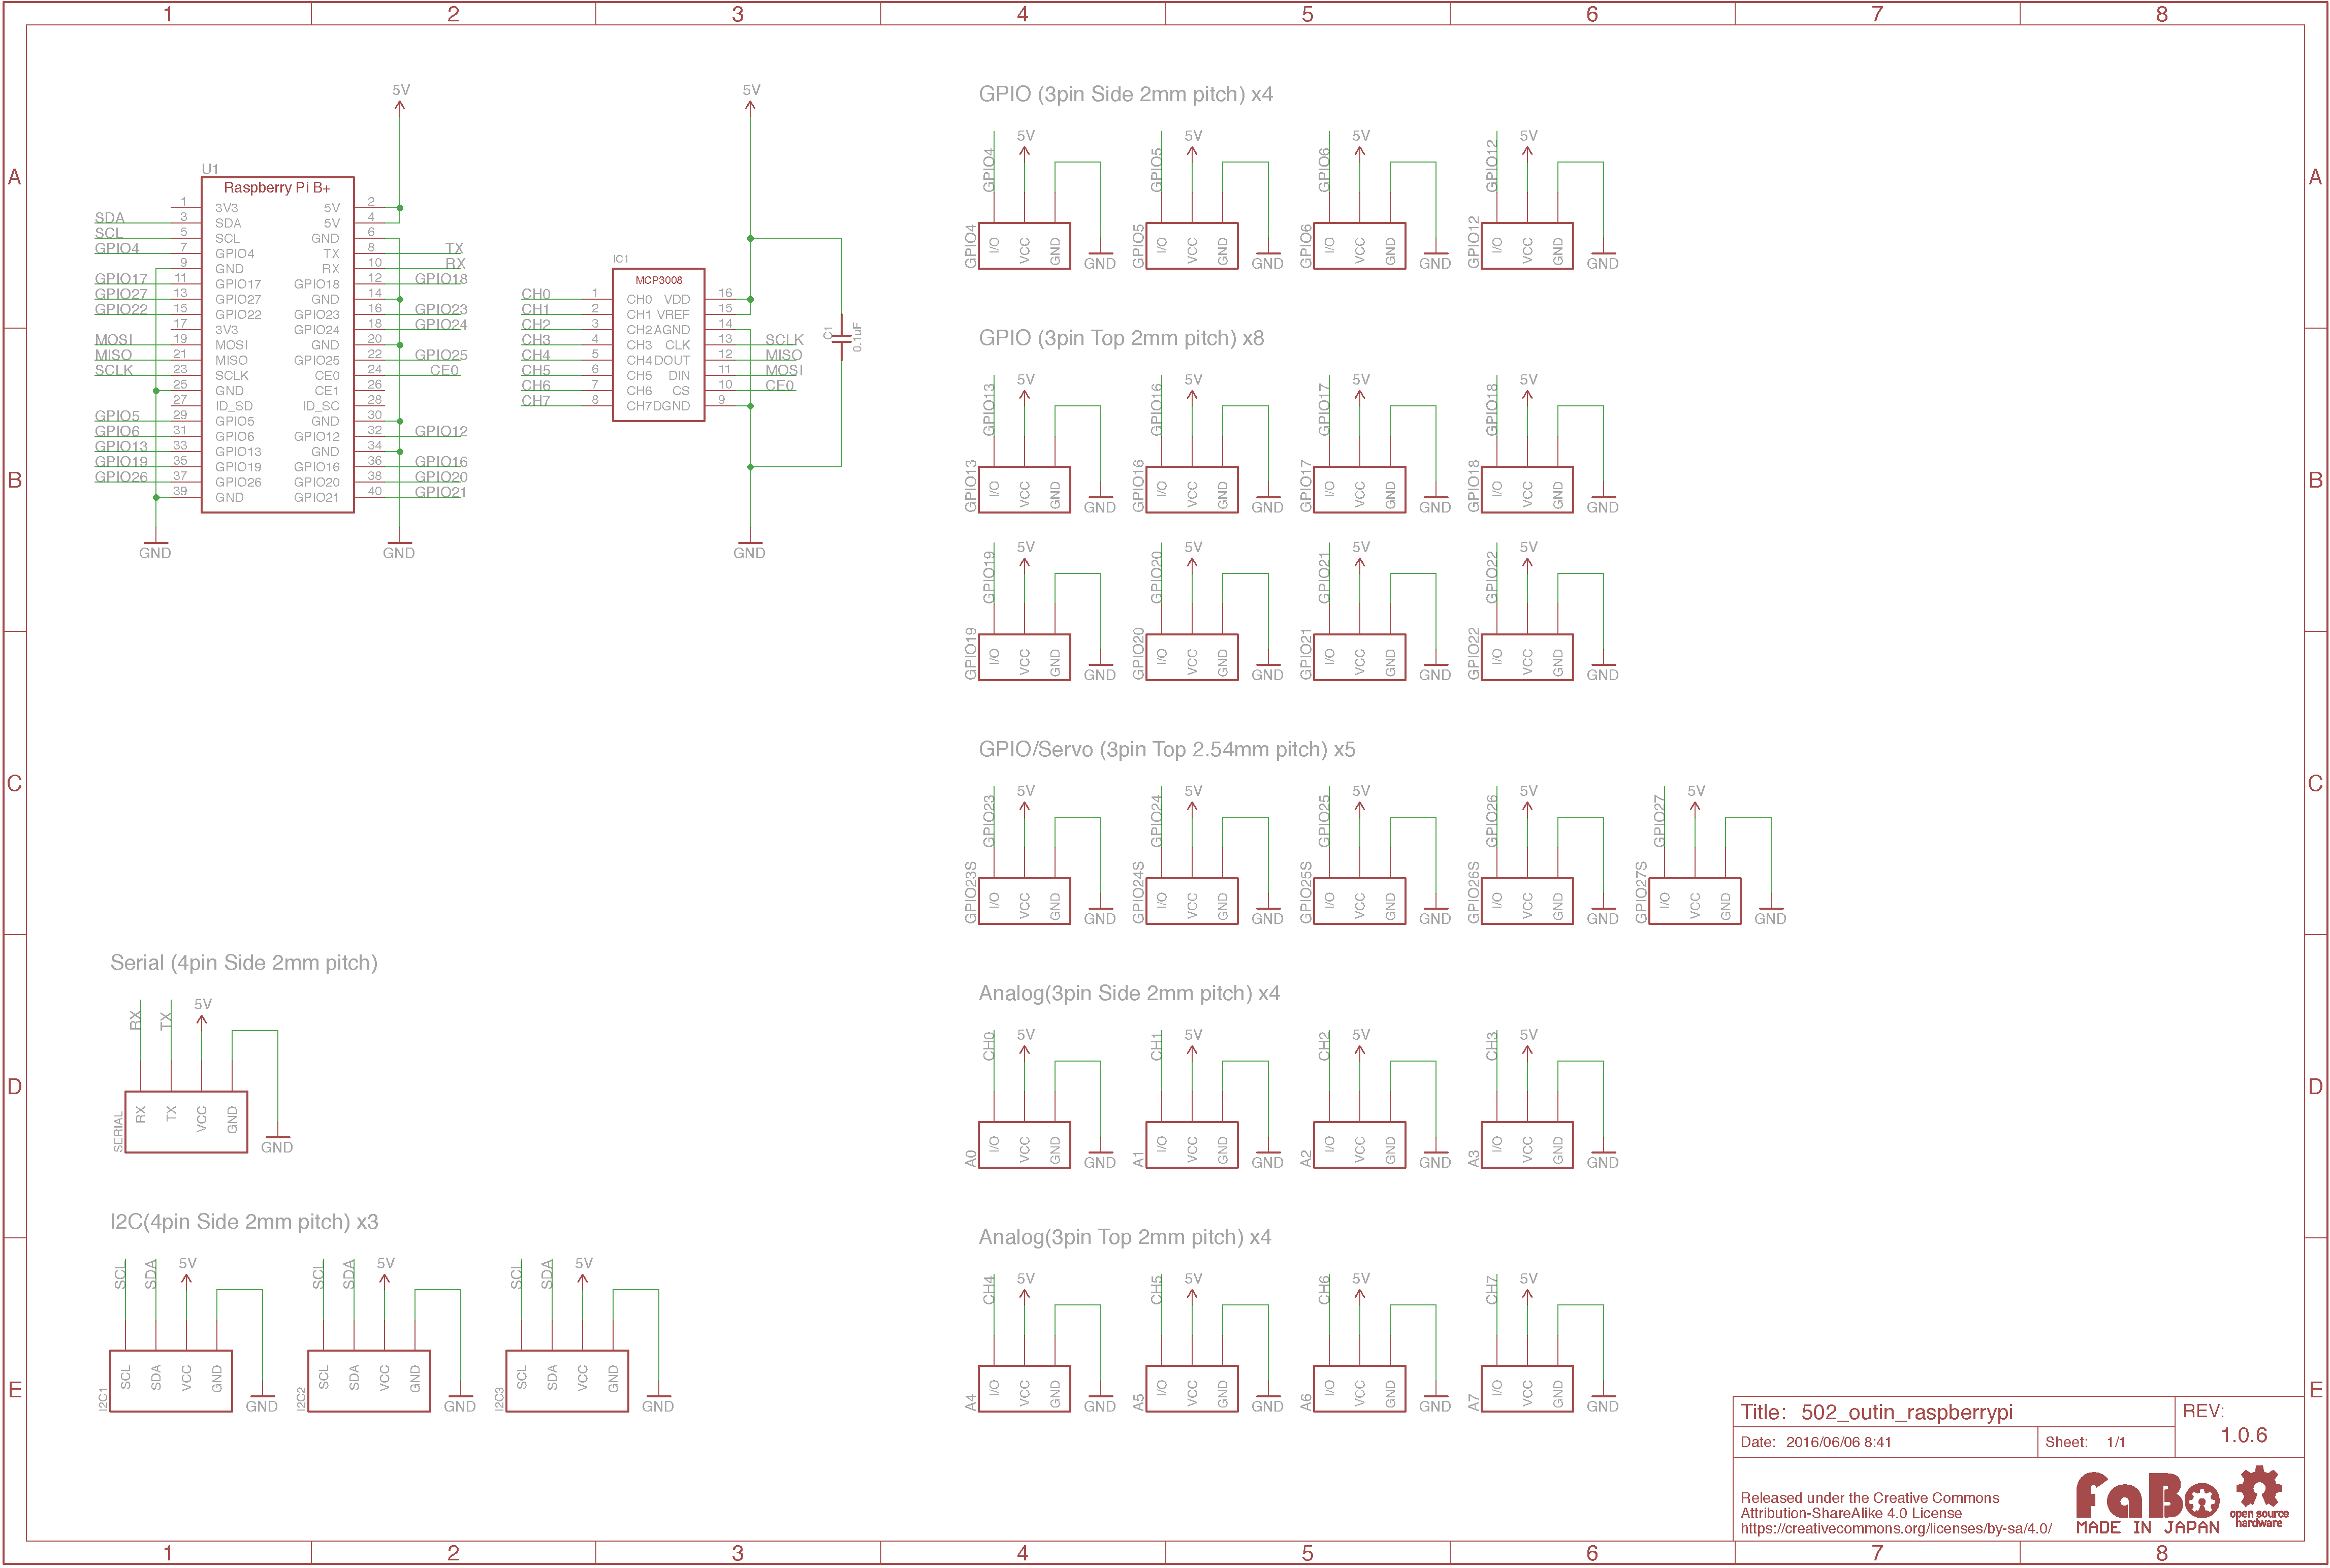 1 2 3 4 5 6 7 8
A A
B B
C C
D D
E E
5V
U1
Raspberry Pi B+
1 3V3 5V 2
SDA 3 SDA 5V 4
SCL 5 SCL GND 6
GPIO4 7 GPIO4 TX 8 TX
9 GND RX 10 RX
GPIO17 11 GPIO17 GPIO18 12 GPIO18
GPIO27 13 GPIO27 GND 14
GPIO22 15 GPIO22 GPIO23 16 GPIO23
17 3V3 GPIO24 18 GPIO24
MOSI 19 MOSI GND 20
MISO 21 MISO GPIO25 22 GPIO25
SCLK 23 SCLK CE0 24 CE0
25 GND CE1 26
27 ID_SD ID_SC 28
GPIO5 29 GPIO5 GND 30
GPIO6 31 GPIO6 GPIO12 32 GPIO12
GPIO13 33 GPIO13 GND 34
GPIO19 35 GPIO19 GPIO16 36 GPIO16
GPIO26 37 GPIO26 GPIO20 38 GPIO20
39 GND GPIO21 40 GPIO21
GND GND
5V
IC1
MCP3008
CH0 1 CH0 VDD 16
CH1 2 CH1 VREF 15
CH2 3 CH2 AGND 14
CH3 4 CH3 CLK 13 SCLK
CH4 5 CH4 DOUT 12 MISO
CH5 6 CH5 DIN 11 MOSI
CH6 7 CH6 CS 10 CE0
CH7 8 CH7 DGND 9
C1 0.1uF
GND
GPIO (3pin Side 2mm pitch) x4
GPIO4 5V GPIO5 5V GPIO6 5V GPIO12 5V
GPIO4 I/O VCC GND GND GPIO5 I/O VCC GND GND GPIO6 I/O VCC GND GND GPIO12 I/O VCC GND GND
GPIO (3pin Top 2mm pitch) x8
GPIO13 5V GPIO16 5V GPIO17 5V GPIO18 5V
GPIO13 I/O VCC GND GND GPIO16 I/O VCC GND GND GPIO17 I/O VCC GND GND GPIO18 I/O VCC GND GND
GPIO19 5V GPIO20 5V GPIO21 5V GPIO22 5V
GPIO19 I/O VCC GND GND GPIO20 I/O VCC GND GND GPIO21 I/O VCC GND GND GPIO22 I/O VCC GND GND
GPIO/Servo (3pin Top 2.54mm pitch) x5
GPIO23 5V GPIO24 5V GPIO25 5V GPIO26 5V GPIO27 5V
GPIO23S I/O VCC GND GND GPIO24S I/O VCC GND GND GPIO25S I/O VCC GND GND GPIO26S I/O VCC GND GND GPIO27S I/O VCC GND GND
Serial (4pin Side 2mm pitch)
RX TX 5V
SERIAL RX TX VCC GND GND
I2C(4pin Side 2mm pitch) x3
SCL SDA 5V SCL SDA 5V SCL SDA 5V
I2C1 SCL SDA VCC GND GND I2C2 SCL SDA VCC GND GND I2C3 SCL SDA VCC GND GND
Analog(3pin Side 2mm pitch) x4
CH0 5V CH1 5V CH2 5V CH3 5V
A0 I/O VCC GND GND A1 I/O VCC GND GND A2 I/O VCC GND GND A3 I/O VCC GND GND
Analog(3pin Top 2mm pitch) x4
CH4 5V CH5 5V CH6 5V CH7 5V
A4 I/O VCC GND GND A5 I/O VCC GND GND A6 I/O VCC GND GND A7 I/O VCC GND GND
Title: 502_outin_raspberrypi
REV:
1.0.6
Date: 2016/06/06 8:41
Sheet: 1/1
Released under the Creative Commons
Attribution-ShareAlike 4.0 License
https://creativecommons.org/licenses/by-sa/4.0/
FaBo
MADE IN JAPAN
open source
hardware
1 2 3 4 5 6 7 8